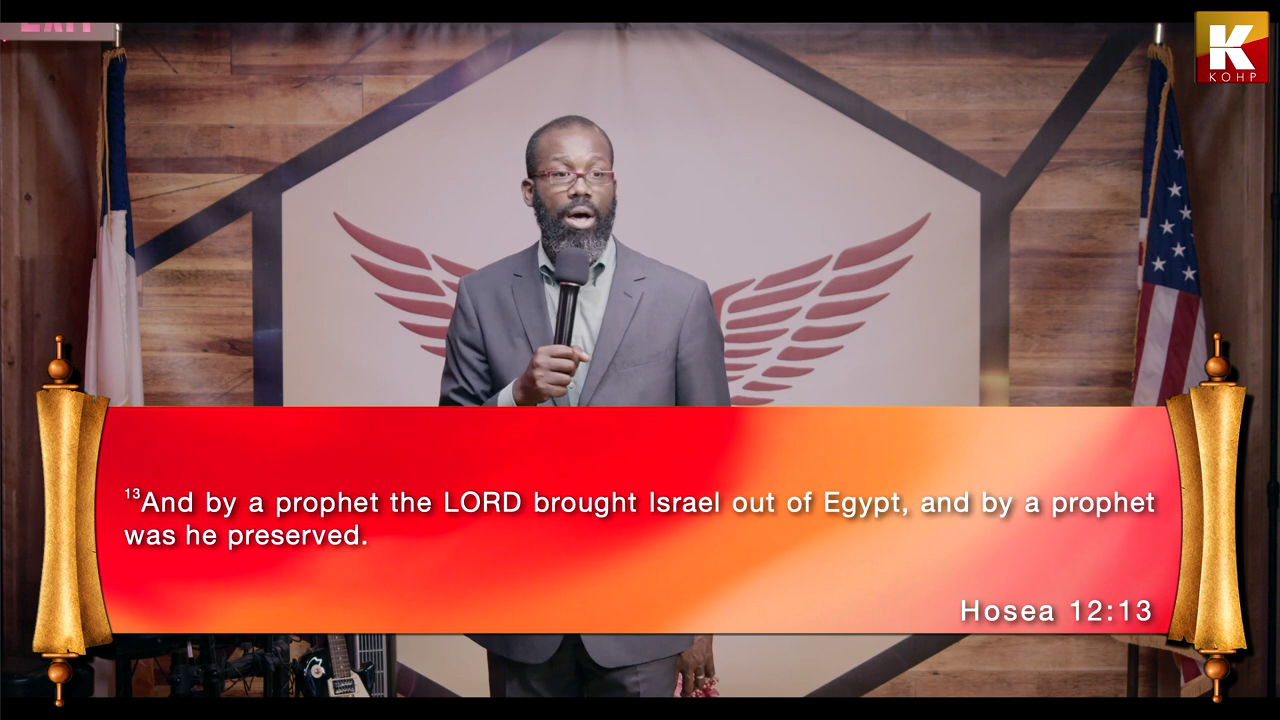 EXIT
K
KOHP
¹³And by a prophet the LORD brought Israel out of Egypt, and by a prophet
was he preserved.
Hosea 12:13